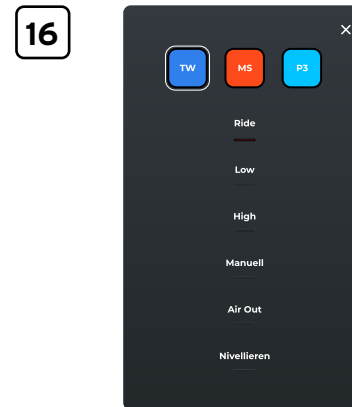 16
TW MS P3
Ride
Low
High
Manuell
Air Out
Nivellieren